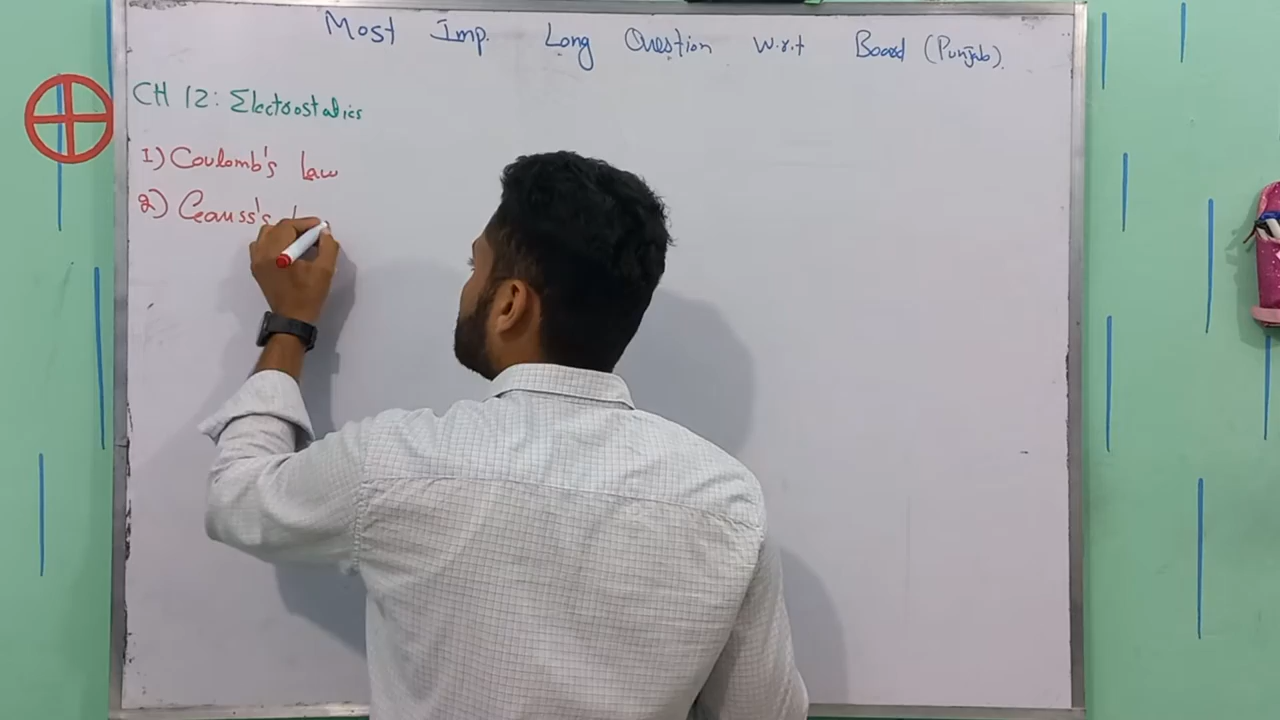 Most Imp. Long Question w.r.t Board (Punjab).
CH 12: Electrostatics
1) Coulomb's Law
2) Gauss's